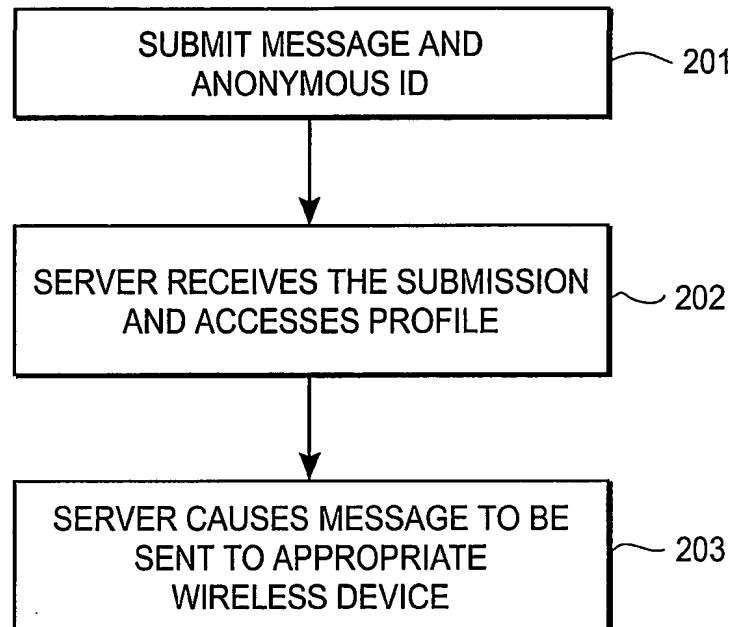 SUBMIT MESSAGE AND
ANONYMOUS ID
201
SERVER RECEIVES THE SUBMISSION
AND ACCESSES PROFILE
202
SERVER CAUSES MESSAGE TO BE
SENT TO APPROPRIATE
WIRELESS DEVICE
203